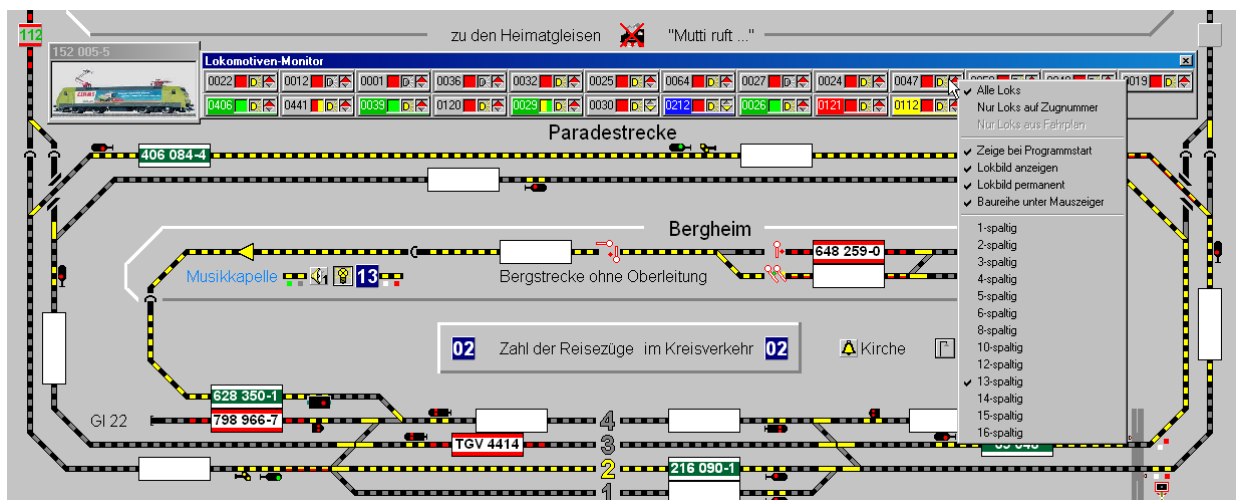 112
zu den Heimatgleisen "Mutti ruft ..."
152 005-5
Lokomotiven-Monitor
0022 D 0012 D 0001 D 0036 D 0032 D 0025 D 0064 D 0027 D 0024 D 0047 D 0019 D
0406 D 0441 D 0039 D 0120 D 0029 D 0030 D 0212 D 0026 D 0121 D 0112 D
Alle Loks
Nur Loks auf Zugnummer
Nur Loks aus Fahrplan
Zeige bei Programmstart
Lokbild anzeigen
Lokbild permanent
Baureihe unter Mauszeiger
1-spaltig
2-spaltig
3-spaltig
4-spaltig
5-spaltig
6-spaltig
8-spaltig
10-spaltig
12-spaltig
13-spaltig
14-spaltig
15-spaltig
16-spaltig
Paradestrecke
406 084-4
Bergheim
648 259-0
Musikkapelle 13
Bergstrecke ohne Oberleitung
02 Zahl der Reisezüge im Kreisverkehr 02
Kirche
628 350-1
Gl 22 798 966-7
4
TGV 4414 3
2 216 090-1
1